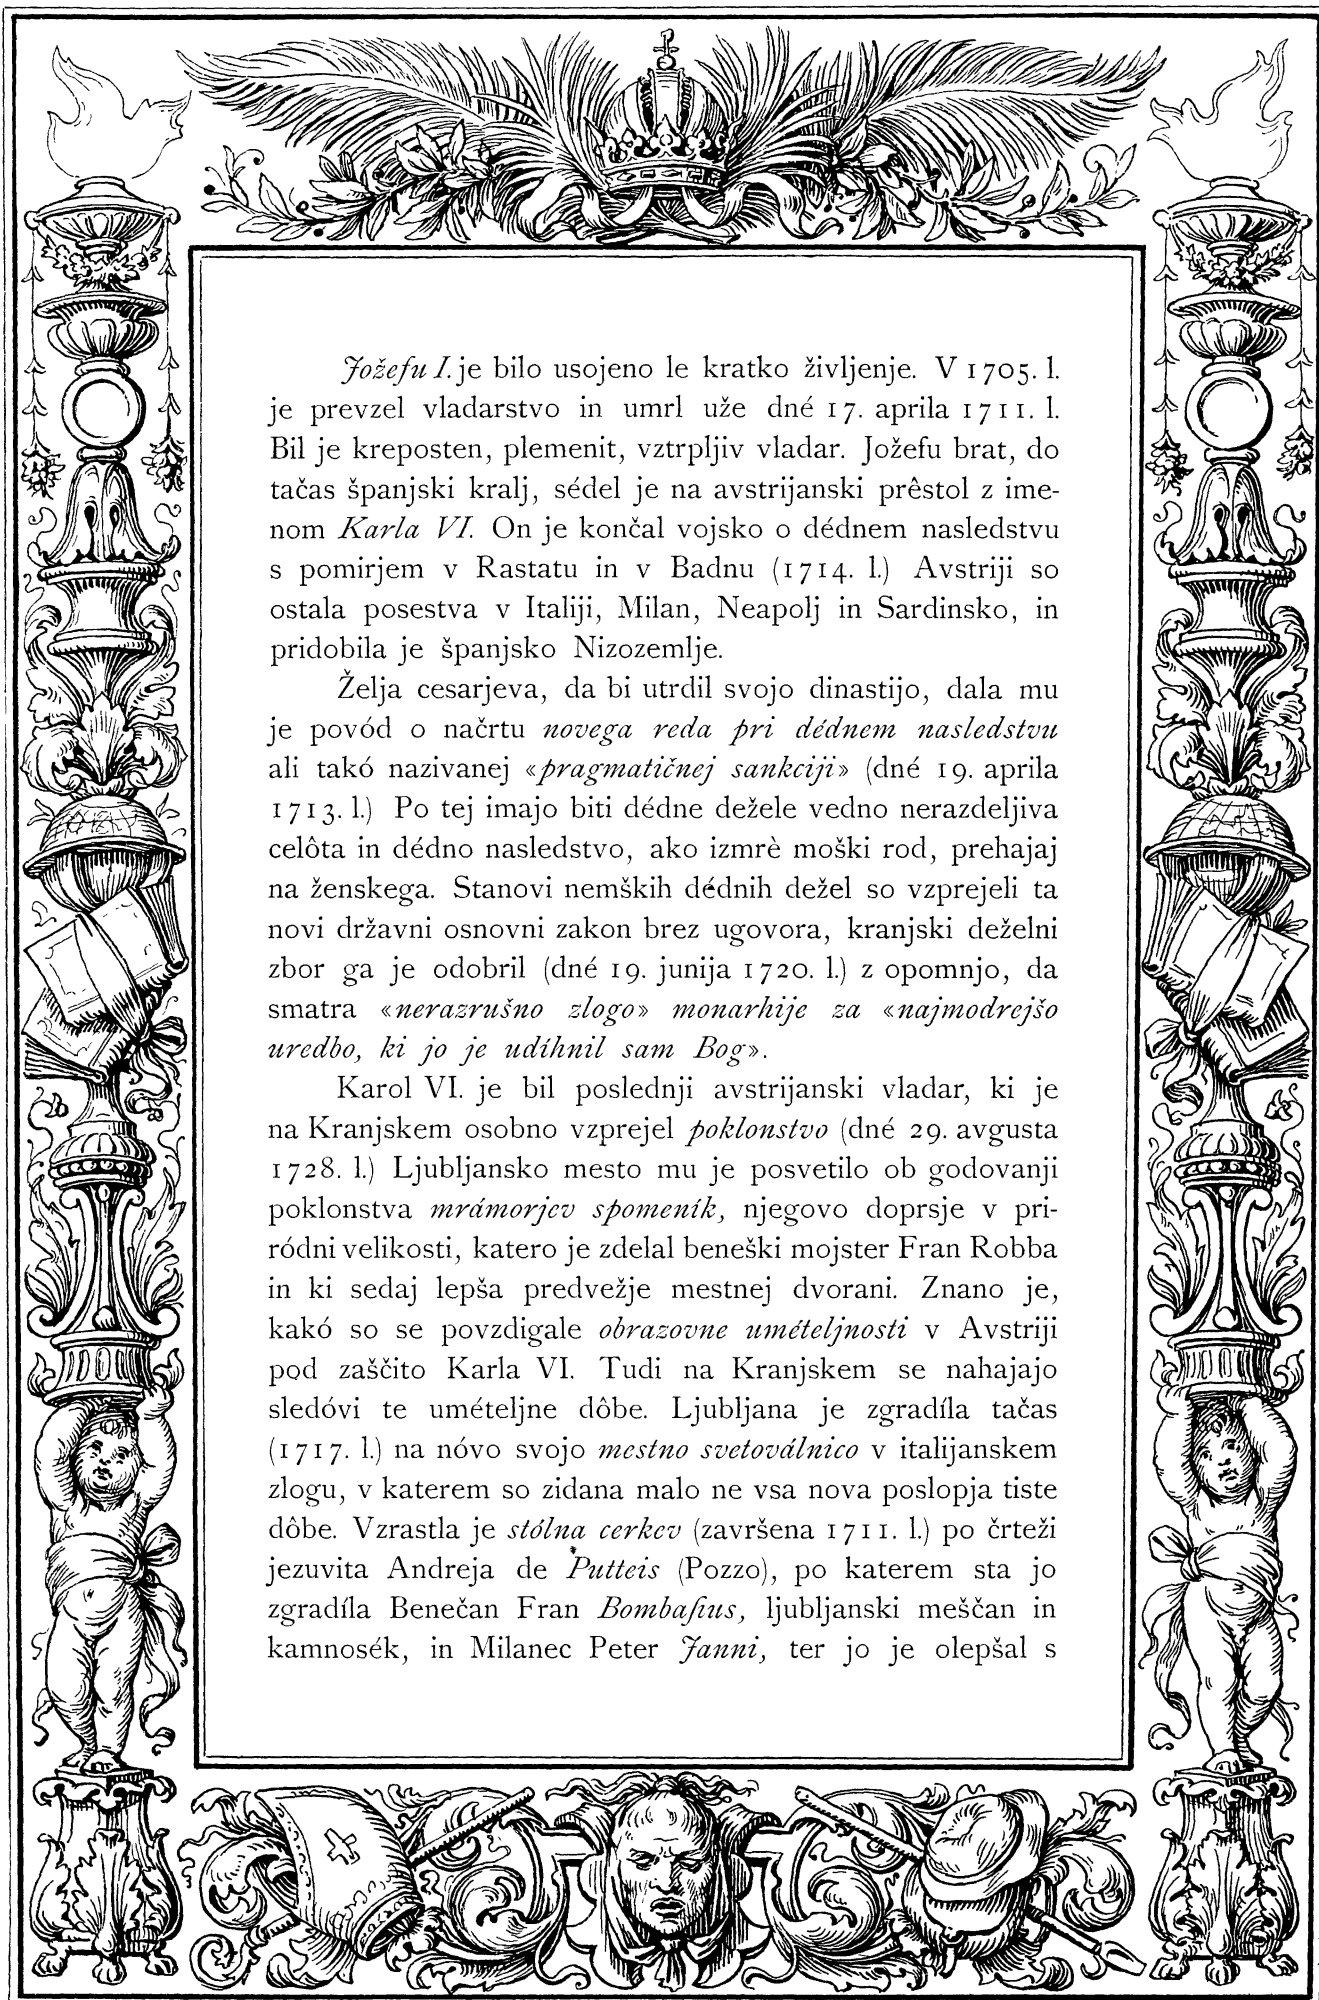 Jožefu I. je bilo usojeno le kratko življenje. V 1705. l.
je prevzel vladarstvo in umrl uže dné 17. aprila 1711. l.
Bil je kreposten, plemenit, vztrpljiv vladar. Jožefu brat, do
tačas španjski kralj, sédel je na avstrijanski prêstol z ime-
nom Karla VI. On je končal vojsko o dédnem nasledstvu
s pomirjem v Rastatu in v Badnu (1714. l.) Avstriji so
ostala posestva v Italiji, Milan, Neapolj in Sardinsko, in
pridobila je španjsko Nizozemlje.
Želja cesarjeva, da bi utrdil svojo dinastijo, dala mu
je povód o načrtu novega reda pri dédnem nasledstvu
ali takó nazivanej «pragmatičnej sankciji» (dné 19. aprila
1713. l.) Po tej imajo biti dédne dežele vedno nerazdeljiva
celôta in dédno nasledstvo, ako izmrè moški rod, prehajaj
na ženskega. Stanovi nemških dédnih dežel so vzprejeli ta
novi državni osnovni zakon brez ugovora, kranjski deželni
zbor ga je odobril (dné 19. junija 1720. l.) z opomnjo, da
smatra «nerazrušno zlogo» monarhije za «najmodrejšo
uredbo, ki jo je udíhnil sam Bog».
Karol VI. je bil poslednji avstrijanski vladar, ki je
na Kranjskem osobno vzprejel poklonstvo (dné 29. avgusta
1728. l.) Ljubljansko mesto mu je posvetilo ob godovanji
poklonstva mrámorjev spomeník, njegovo doprsje v pri-
ródni velikosti, katero je zdelal beneški mojster Fran Robba
in ki sedaj lepša predvežje mestnej dvorani. Znano je,
kakó so se povzdigale obrazovne umételjnosti v Avstriji
pod zaščito Karla VI. Tudi na Kranjskem se nahajajo
sledóvi te umételjne dôbe. Ljubljana je zgradíla tačas
(1717. l.) na nóvo svojo mestno svetoválnico v italijanskem
zlogu, v katerem so zidana malo ne vsa nova poslopja tiste
dôbe. Vzrastla je stólna cerkev (završena 1711. l.) po črteži
jezuvita Andreja de Putteis (Pozzo), po katerem sta jo
zgradíla Benečan Fran Bombaſius, ljubljanski meščan in
kamnosék, in Milanec Peter Janni, ter jo je olepšal s